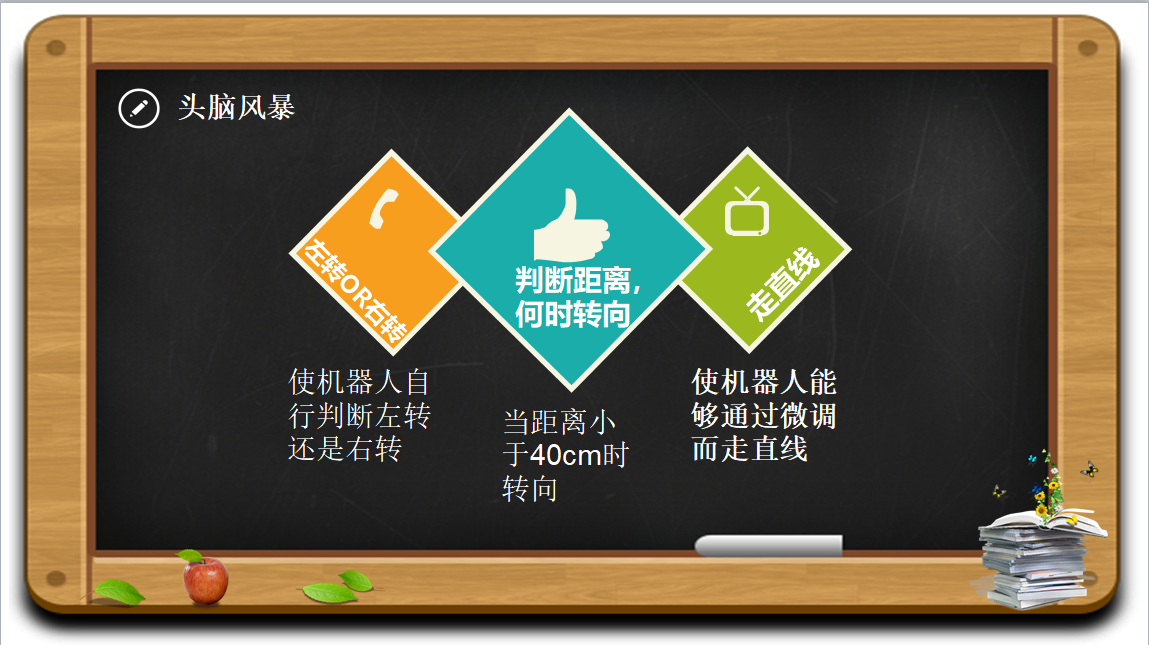 头脑风暴
左转OR右转
判断距离，
何时转向
走直线
使机器人自
行判断左转
还是右转
当距离小
于40cm时
转向
使机器人能
够通过微调
而走直线